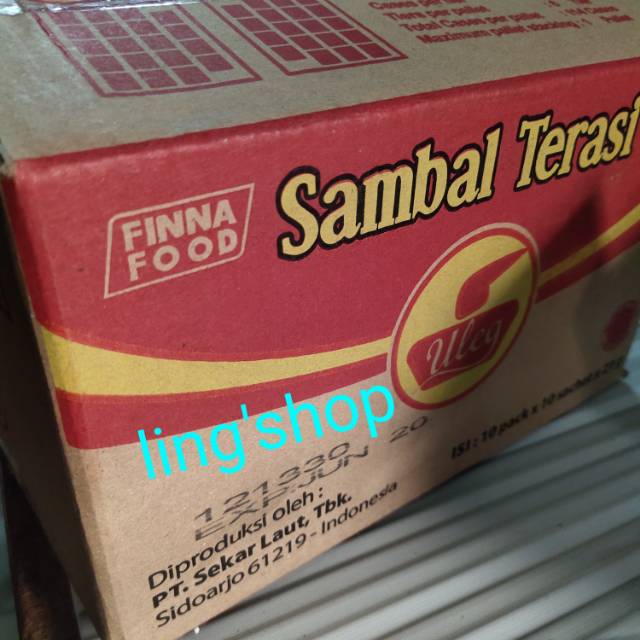 FINNA
FOOD
Sambal Terasi
Uleg
ling'shop
EXP:JUN 20
Diproduksi oleh :
PT. Sekar Laut, Tbk.
Sidoarjo 61219 - Indonesia
ISI : 10 pack x 10 sachet x